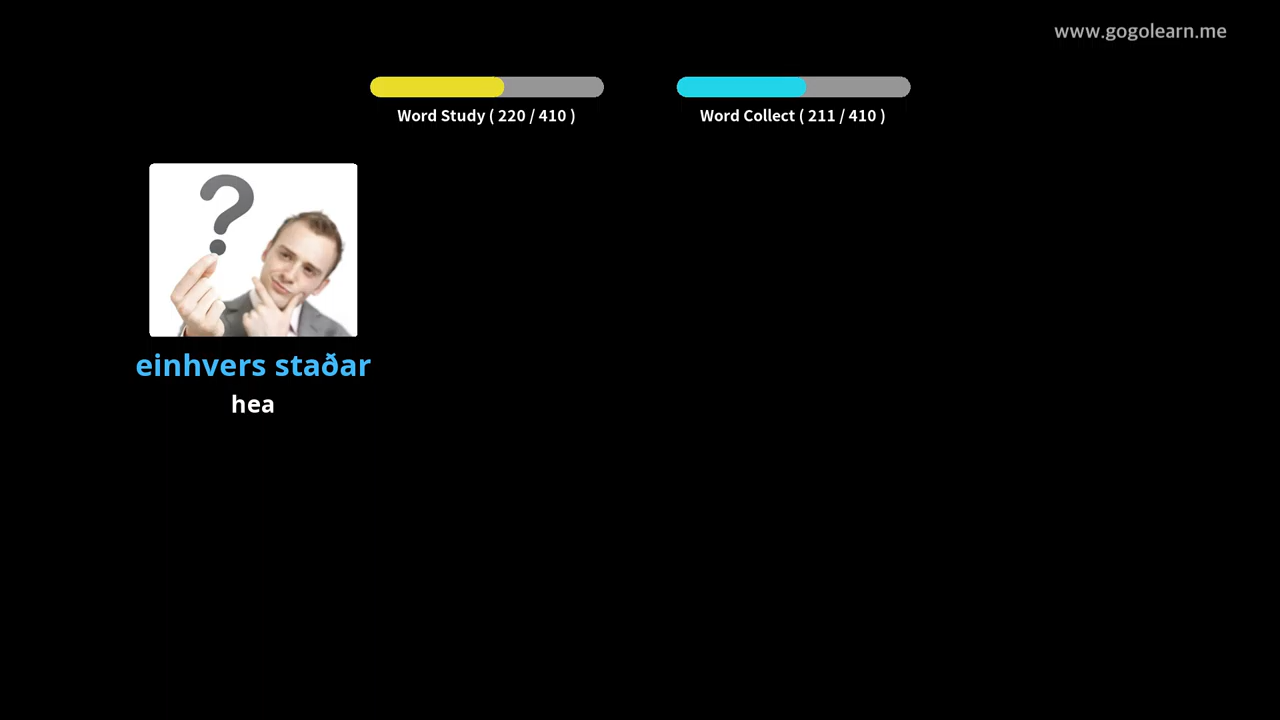 www.gogolearn.me
Word Study ( 220 / 410 )
Word Collect ( 211 / 410 )
?
einhvers staðar
hea